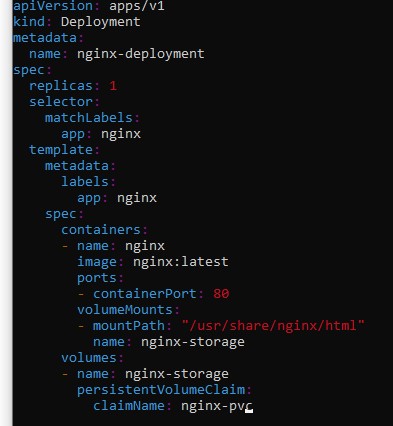 apiVersion: apps/v1
kind: Deployment
metadata:
  name: nginx-deployment
spec:
  replicas: 1
  selector:
    matchLabels:
      app: nginx
  template:
    metadata:
      labels:
        app: nginx
    spec:
      containers:
      - name: nginx
        image: nginx:latest
        ports:
        - containerPort: 80
        volumeMounts:
        - mountPath: "/usr/share/nginx/html"
          name: nginx-storage
      volumes:
        - name: nginx-storage
          persistentVolumeClaim:
            claimName: nginx-pvc